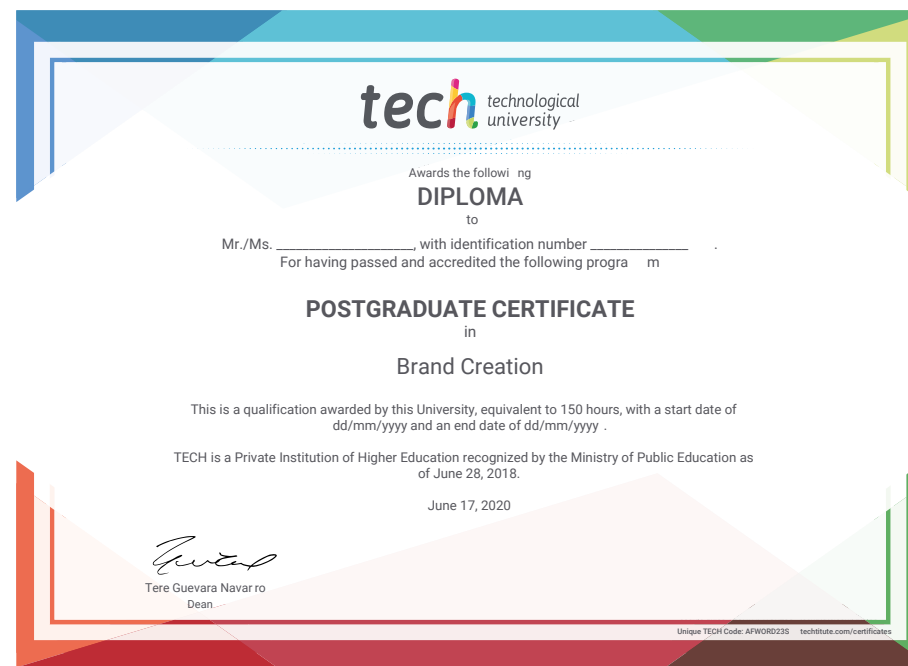 tech technological
university
Awards the followi ng
DIPLOMA
to
Mr./Ms. _____________________, with identification number _______________ .
For having passed and accredited the following progra m
POSTGRADUATE CERTIFICATE
in
Brand Creation
This is a qualification awarded by this University, equivalent to 150 hours, with a start date of
dd/mm/yyyy and an end date of dd/mm/yyyy .
TECH is a Private Institution of Higher Education recognized by the Ministry of Public Education as
of June 28, 2018.
June 17, 2020
Tere Guevara Navar ro
Dean
Unique TECH Code: AFWORD23S techtitute.com/certificates